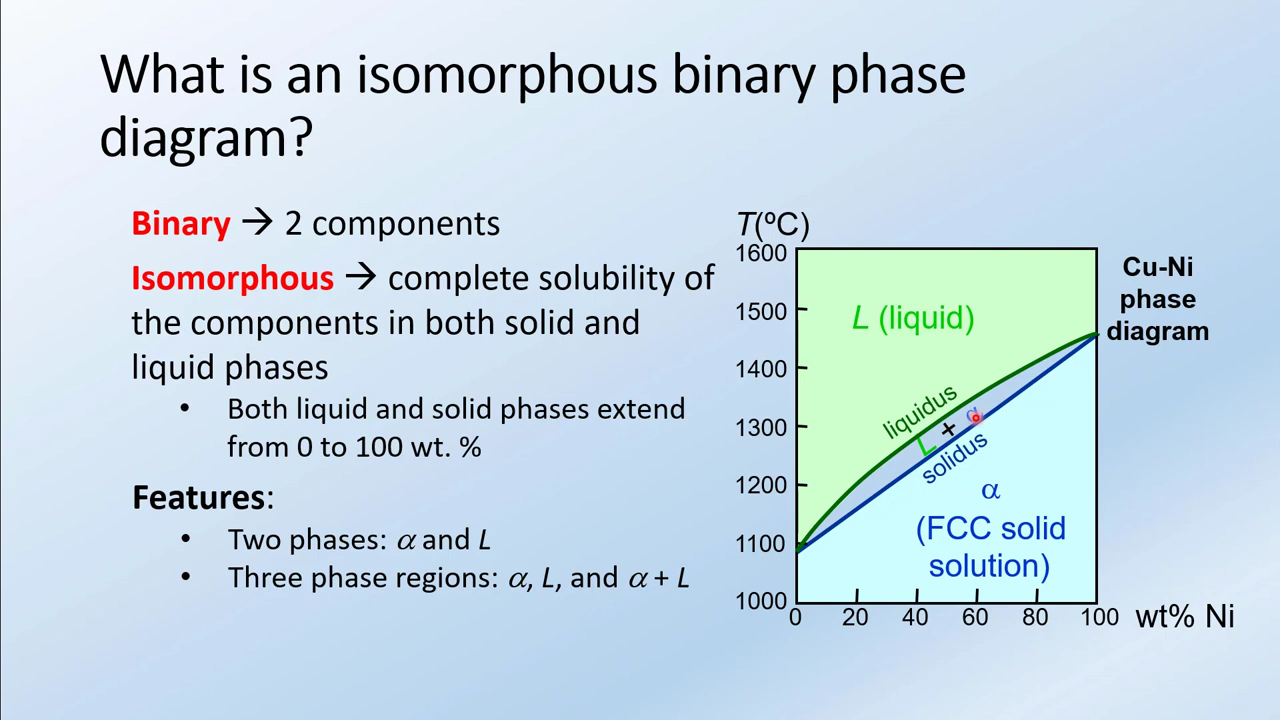 What is an isomorphous binary phase
diagram?
Binary → 2 components
Isomorphous → complete solubility of
the components in both solid and
liquid phases
• Both liquid and solid phases extend
from 0 to 100 wt. %
Features:
• Two phases: α and L
• Three phase regions: α, L, and α + L
T(ºC)
1600
1500
1400
1300
1200
1100
1000
0 20 40 60 80 100 wt% Ni
L (liquid)
liquidus
L + α
solidus
α
(FCC solid
solution)
Cu-Ni
phase
diagram